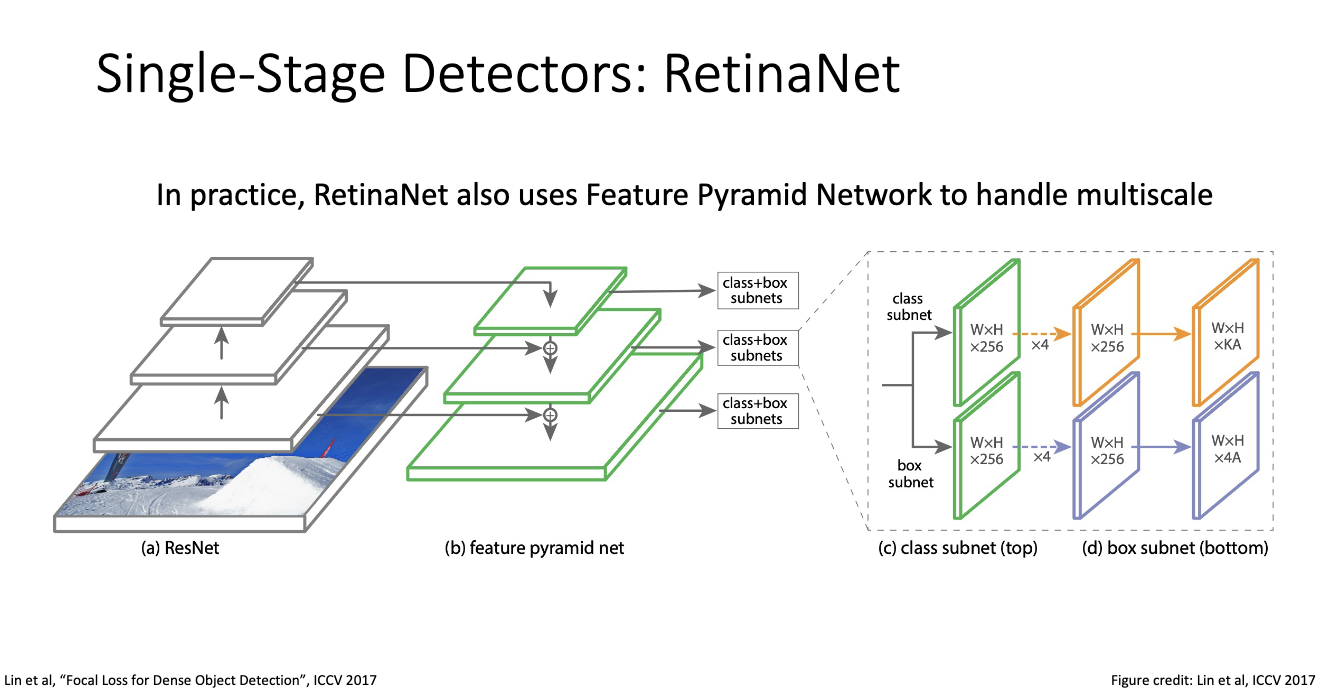 Single-Stage Detectors: RetinaNet
In practice, RetinaNet also uses Feature Pyramid Network to handle multiscale
class+box
subnets
class+box
subnets
class+box
subnets
class
subnet
W×H
×256
×4
W×H
×256
W×H
×KA
box
subnet
W×H
×256
×4
W×H
×256
W×H
×4A
(a) ResNet
(b) feature pyramid net
(c) class subnet (top)
(d) box subnet (bottom)
Lin et al, “Focal Loss for Dense Object Detection”, ICCV 2017
Figure credit: Lin et al, ICCV 2017